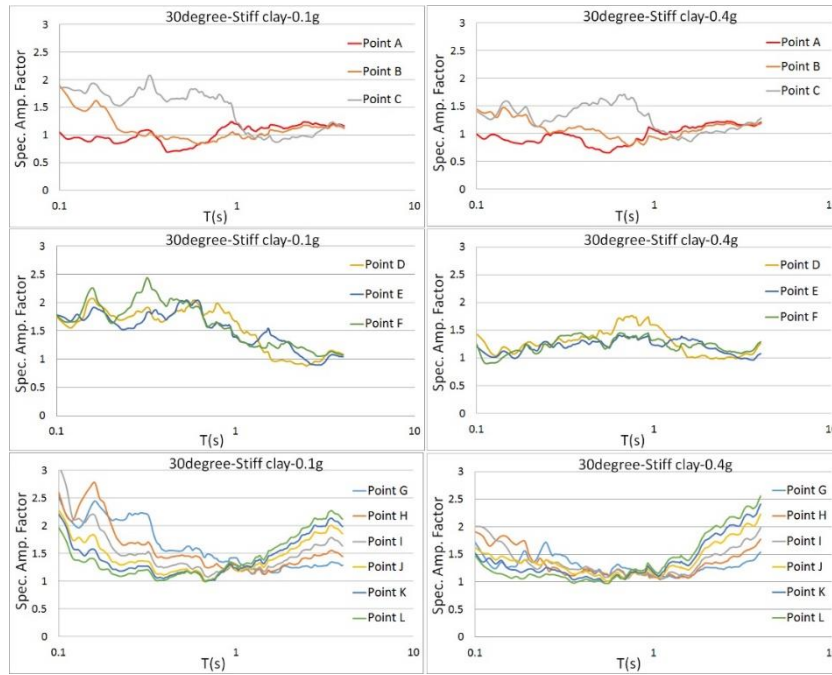 30degree-Stiff clay-0.1g
Spec. Amp. Factor
3
2.5
2
1.5
1
0.5
0
0.1
1
10
T(s)
Point A
Point B
Point C
30degree-Stiff clay-0.4g
Spec. Amp. Factor
3
2.5
2
1.5
1
0.5
0
0.1
1
10
T(s)
Point A
Point B
Point C
30degree-Stiff clay-0.1g
Spec. Amp. Factor
3
2.5
2
1.5
1
0.5
0
0.1
1
10
T(s)
Point D
Point E
Point F
30degree-Stiff clay-0.4g
Spec. Amp. Factor
3
2.5
2
1.5
1
0.5
0
0.1
1
10
T(s)
Point D
Point E
Point F
30degree-Stiff clay-0.1g
Spec. Amp. Factor
3
2.5
2
1.5
1
0.5
0
0.1
1
10
T(s)
Point G
Point H
Point I
Point J
Point K
Point L
30degree-Stiff clay-0.4g
Spec. Amp. Factor
3
2.5
2
1.5
1
0.5
0
0.1
1
10
T(s)
Point G
Point H
Point I
Point J
Point K
Point L